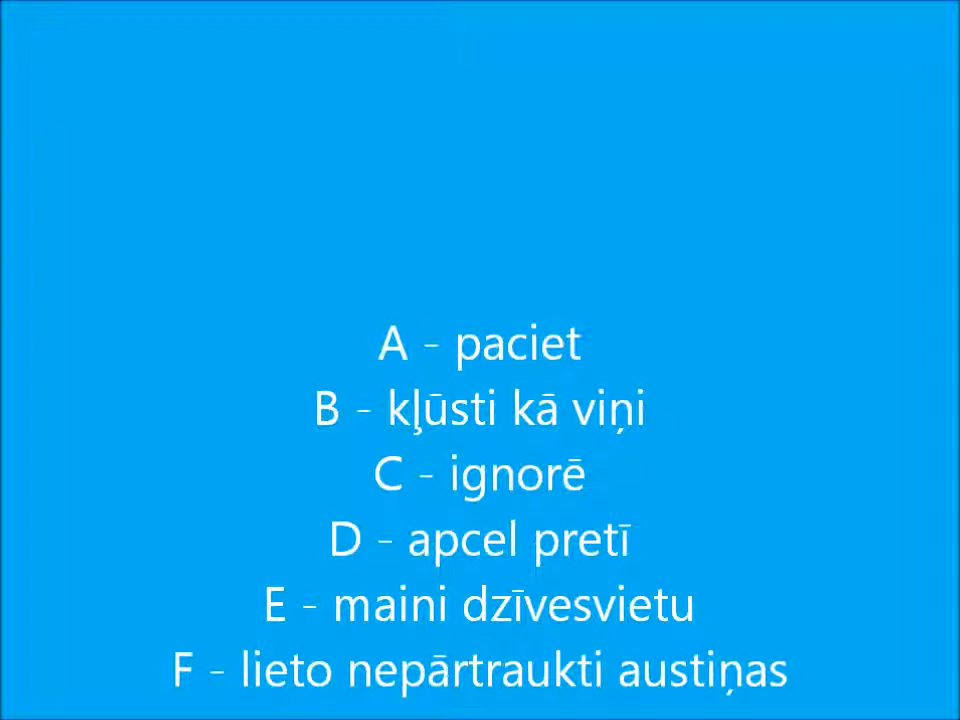 A - paciet
B - kļūsti kā viņi
C - ignorē
D - apcel pretī
E - maini dzīvesvietu
F - lieto nepārtraukti austiņas